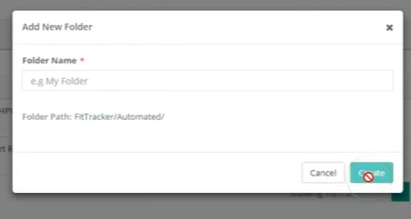 Add New Folder
Folder Name *
e.g My Folder
Folder Path: FitTracker/Automated/
Cancel